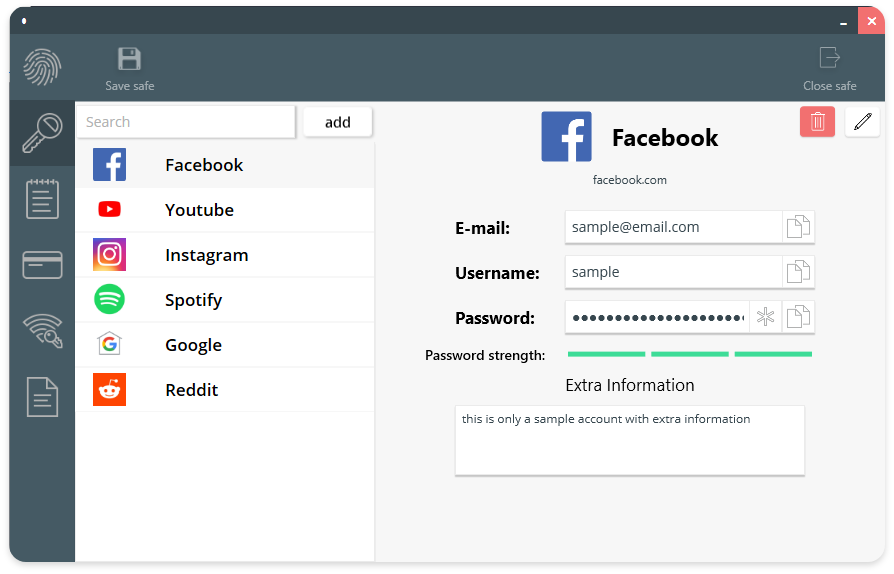 Save safe
Close safe
Search
add
Facebook
Youtube
Instagram
Spotify
Google
Reddit
Facebook
facebook.com
E-mail:
sample@email.com
Username:
sample
Password:
Password strength:
Extra Information
this is only a sample account with extra information